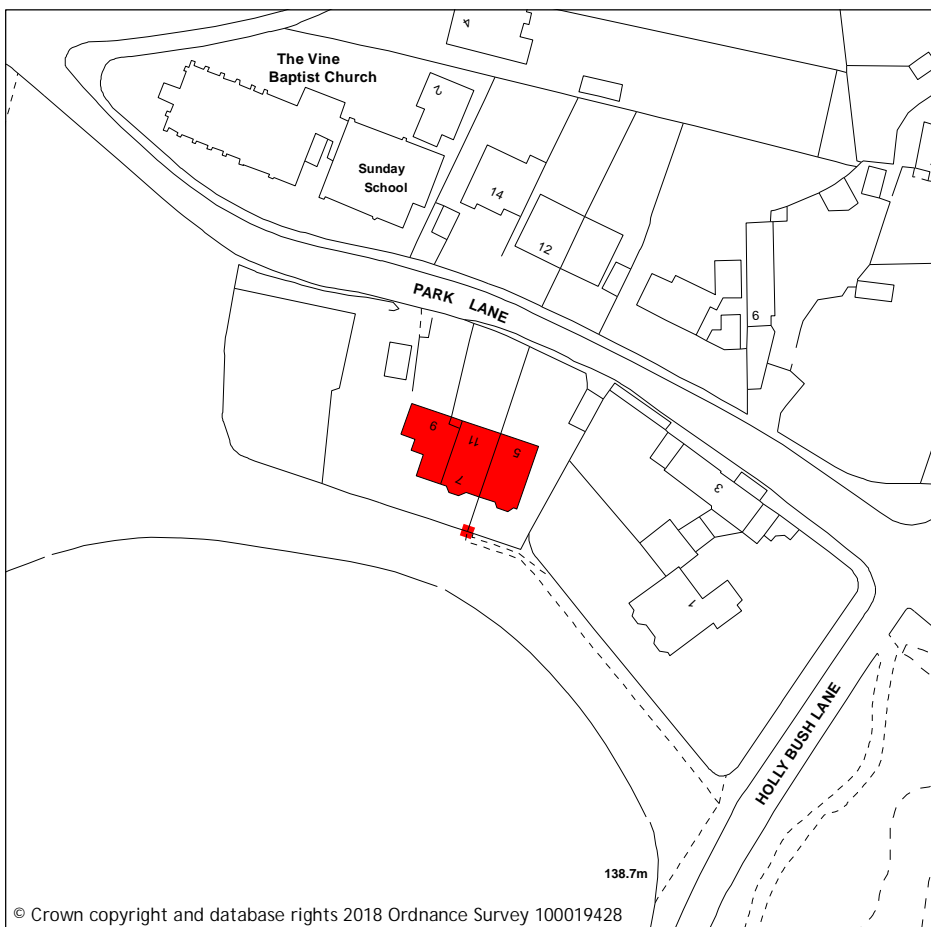 4
The Vine
Baptist Church
2
Sunday
School
14
12
6
PARK LANE
9
11
5
7
3
1
HOLLY BUSH LANE
138.7m
© Crown copyright and database rights 2018 Ordnance Survey 100019428